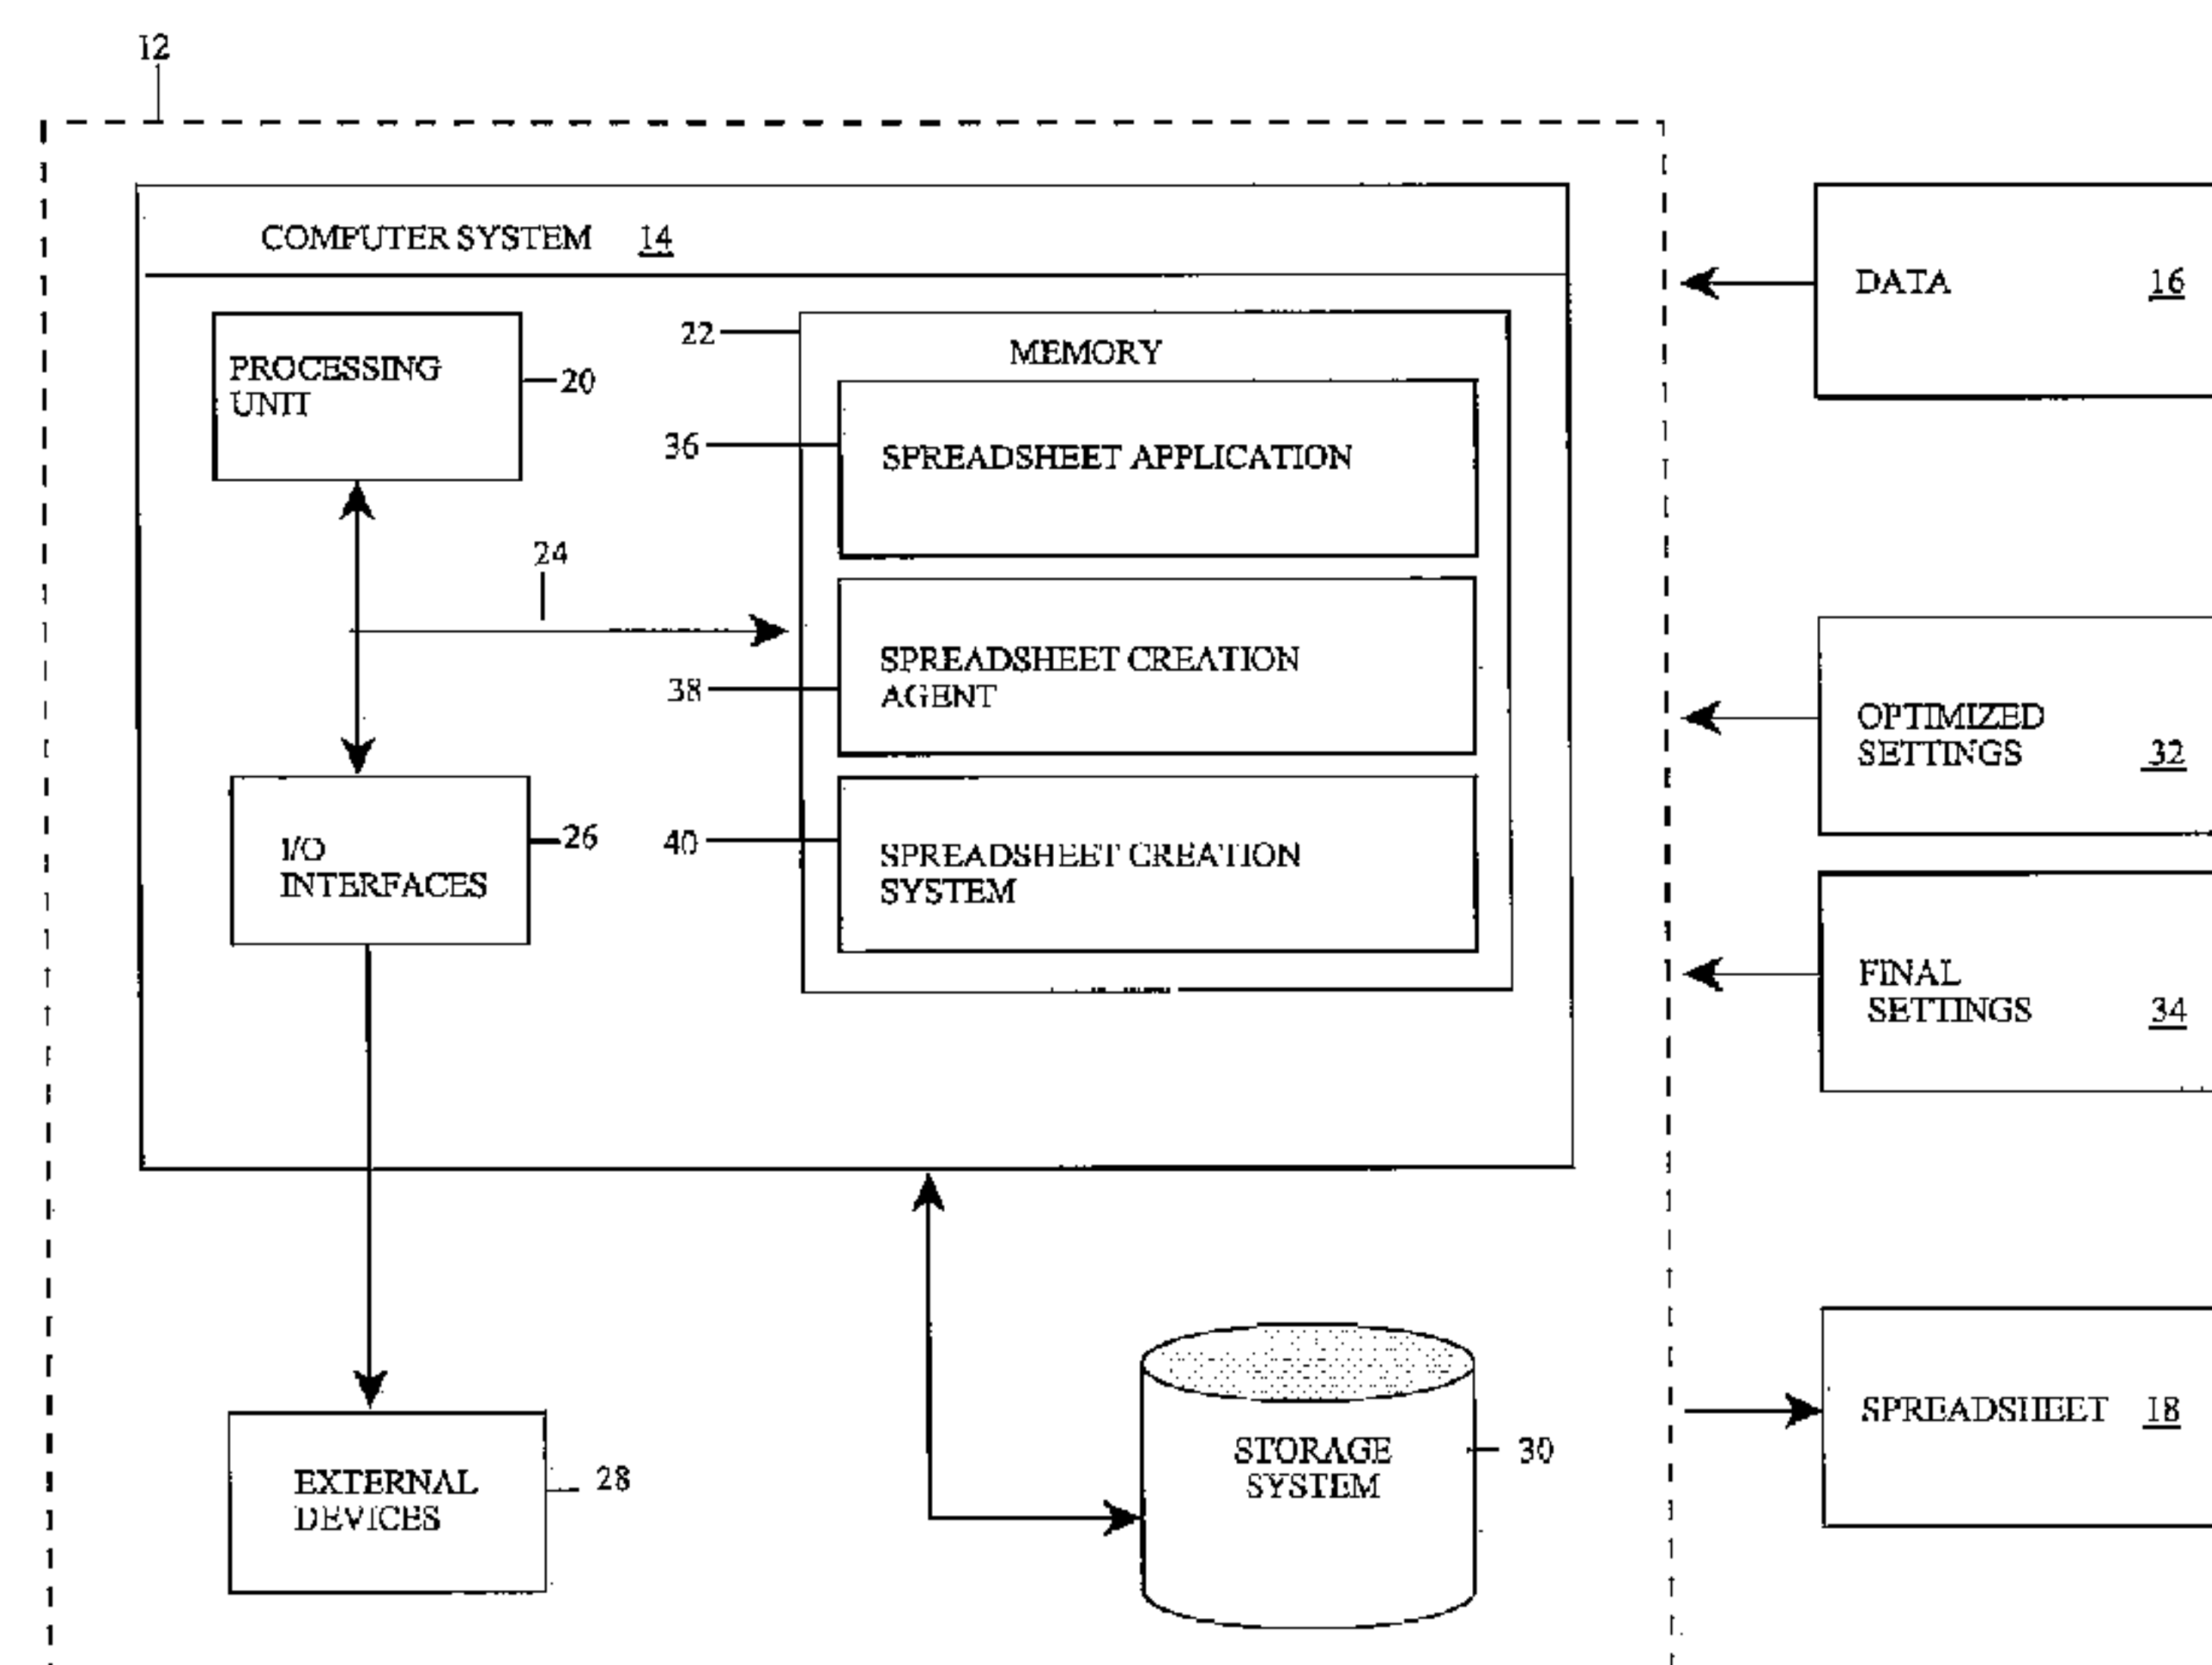 12
COMPUTER SYSTEM 14
DATA 16
22
MEMORY
PROCESSING
UNIT
20
36
SPREADSHEET APPLICATION
24
SPREADSHEET CREATION
AGENT
38
OPTIMIZED
SETTINGS 32
I/O
INTERFACES
26
40
SPREADSHEET CREATION
SYSTEM
FINAL
SETTINGS 34
SPREADSHEET 18
STORAGE
SYSTEM
30
EXTERNAL
DEVICES
28